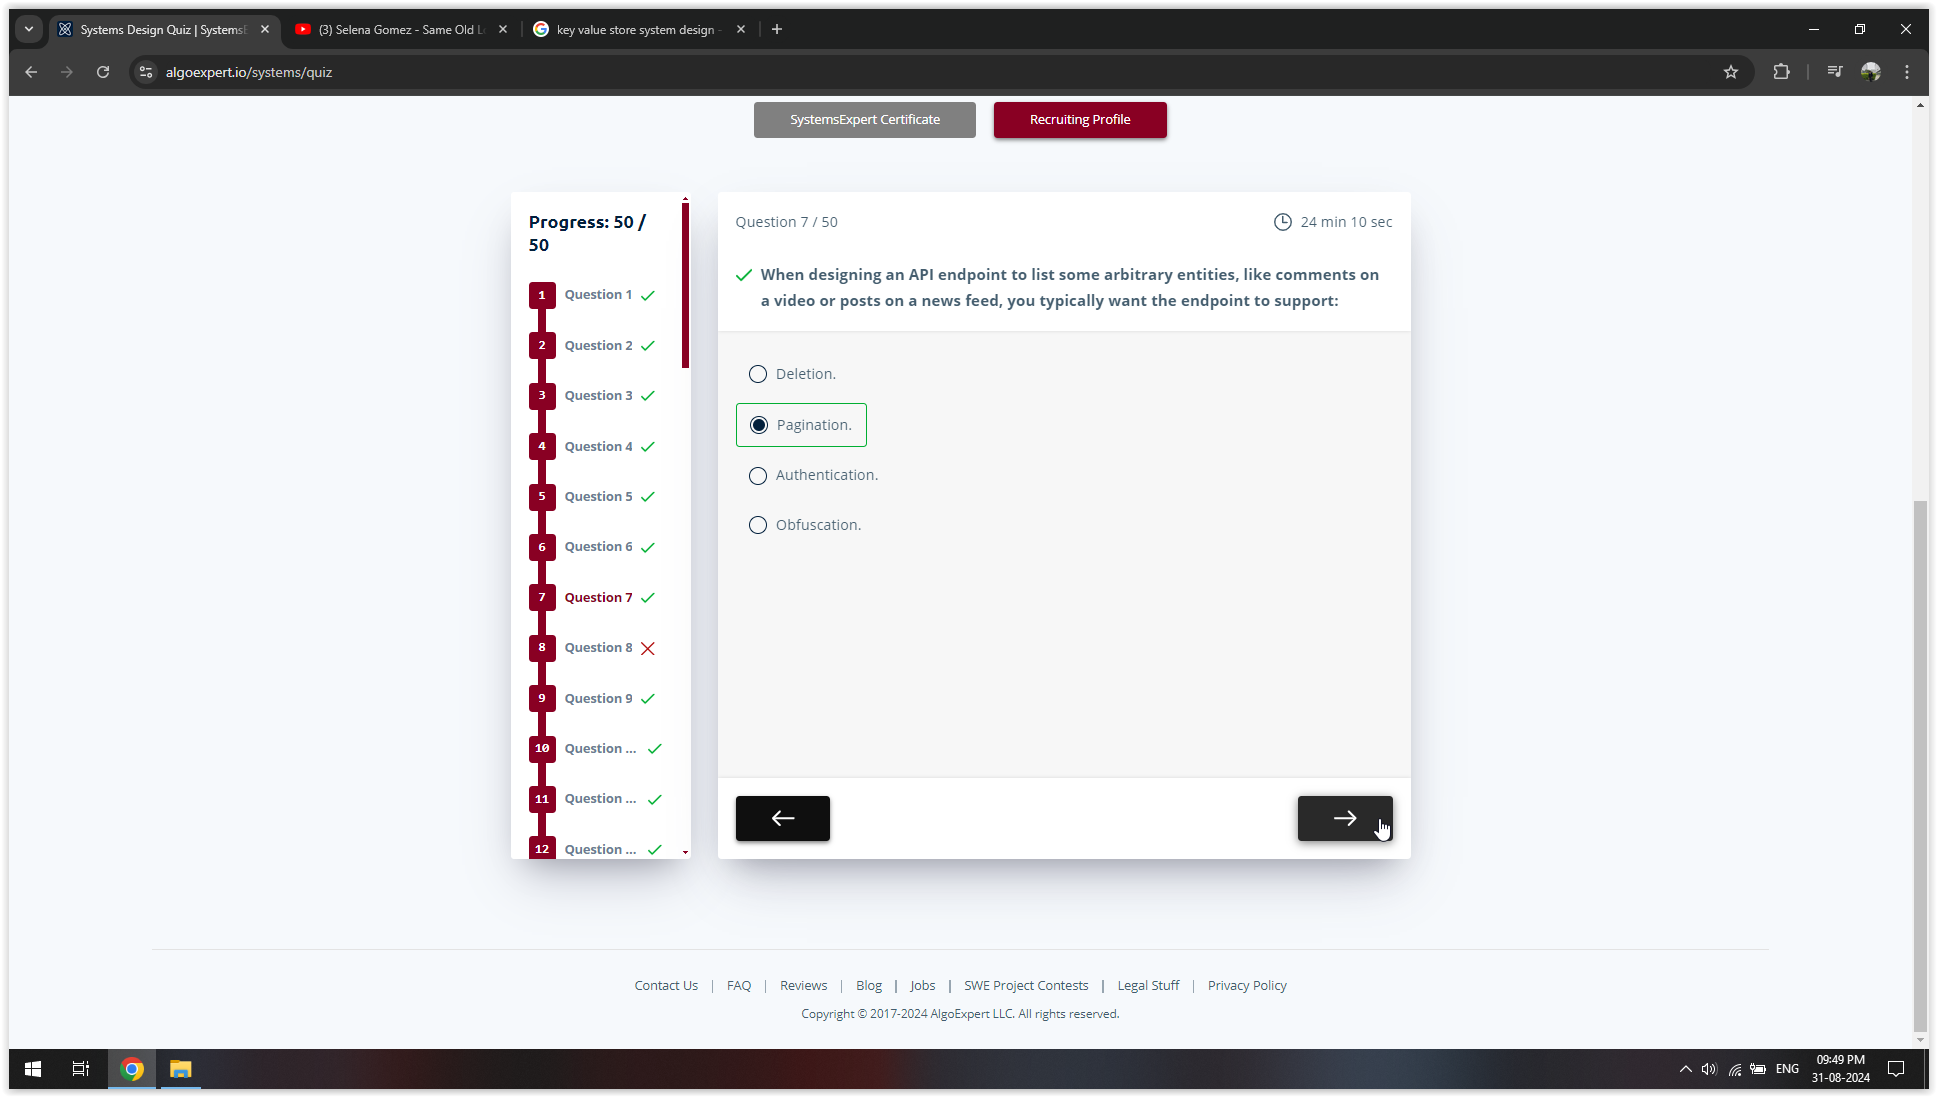 Systems Design Quiz | Systems
(3) Selena Gomez - Same Old L
key value store system design -
algoexpert.io/systems/quiz
SystemsExpert Certificate
Recruiting Profile
Progress: 50 /
50
1 Question 1
2 Question 2
3 Question 3
4 Question 4
5 Question 5
6 Question 6
7 Question 7
8 Question 8
9 Question 9
10 Question ...
11 Question ...
12 Question ...
Question 7 / 50
24 min 10 sec
When designing an API endpoint to list some arbitrary entities, like comments on
a video or posts on a news feed, you typically want the endpoint to support:
Deletion.
Pagination.
Authentication.
Obfuscation.
Contact Us | FAQ | Reviews | Blog | Jobs | SWE Project Contests | Legal Stuff | Privacy Policy
Copyright © 2017-2024 AlgoExpert LLC. All rights reserved.
ENG
09:49 PM
31-08-2024